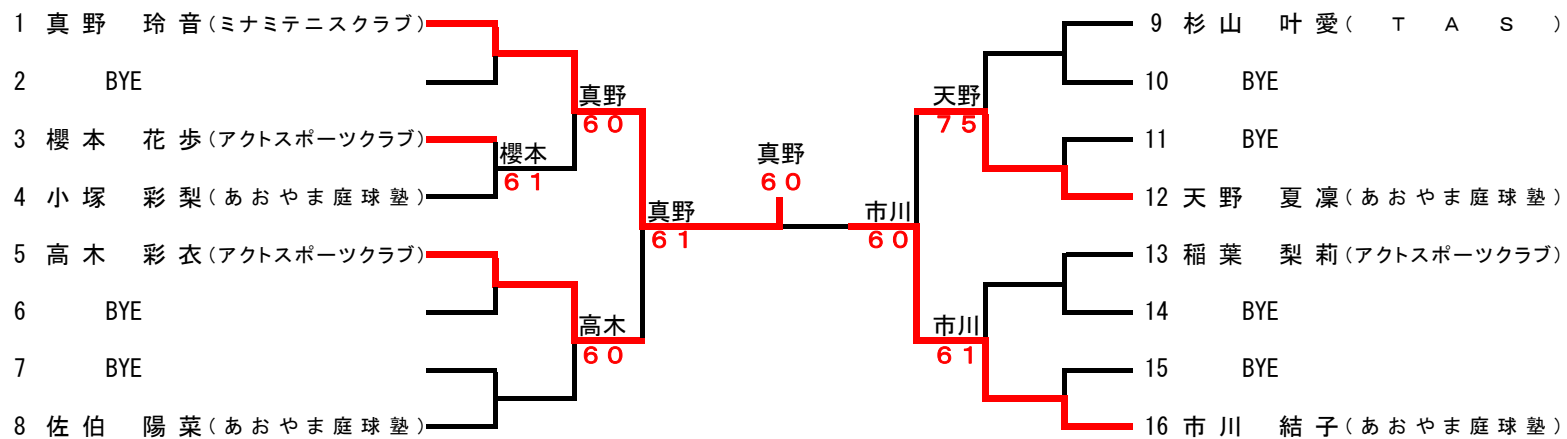 1 真野 玲音(ミナミテニスクラブ)
2 BYE
3 櫻本 花歩(アクトスポーツクラブ)
4 小塚 彩梨(あおやま庭球塾)
5 高木 彩衣(アクトスポーツクラブ)
6 BYE
7 BYE
8 佐伯 陽菜(あおやま庭球塾)
櫻本
61
真野
60
高木
60
真野
61
真野
60
市川
60
天野
75
市川
61
9 杉山 叶愛( T A S )
10 BYE
11 BYE
12 天野 夏凜(あおやま庭球塾)
13 稲葉 梨莉(アクトスポーツクラブ)
14 BYE
15 BYE
16 市川 結子(あおやま庭球塾)